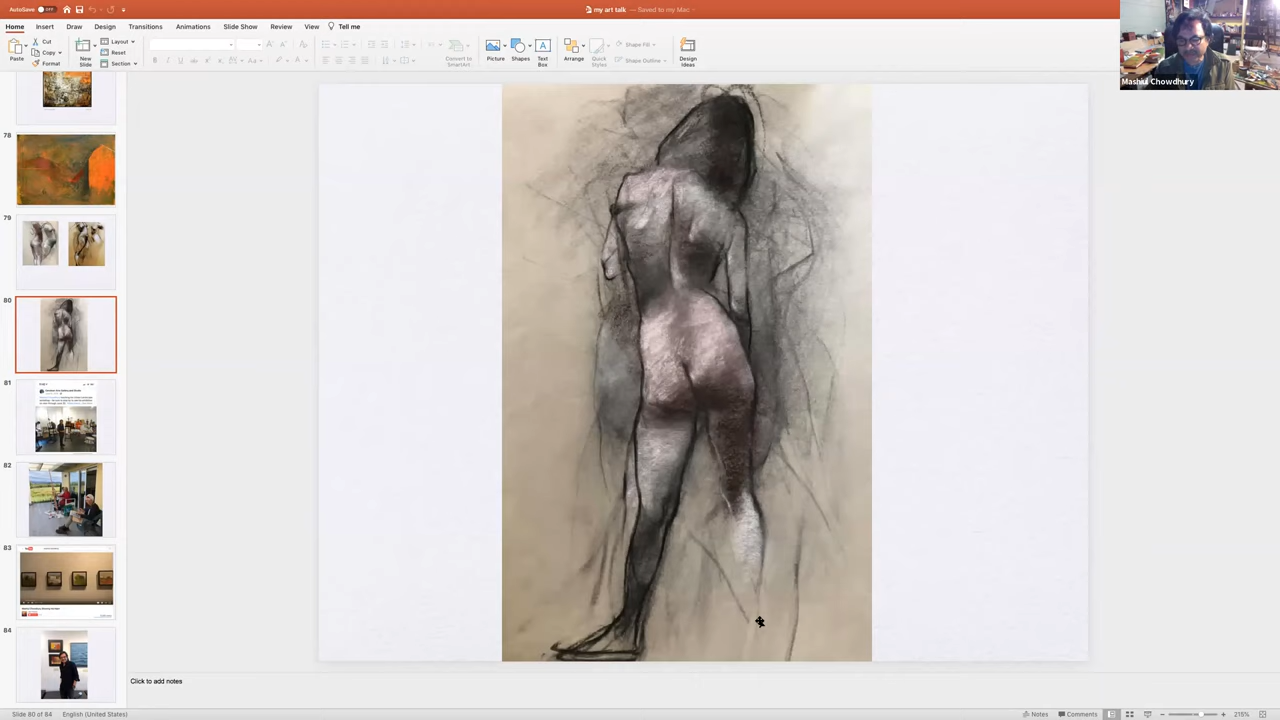 AutoSave OFF
my art talk — Saved to my Mac
Home Insert Draw Design Transitions Animations Slide Show Review View Tell me
Paste
Cut
Copy
Format
New Slide
Layout
Reset
Section
Convert to SmartArt
Picture
Shapes
Text Box
Arrange
Quick Styles
Shape Fill
Shape Outline
Design Ideas
Mashiul Chowdhury
78
79
80
81
82
83
84
Click to add notes
Slide 80 of 84 English (United States)
Notes Comments 215%